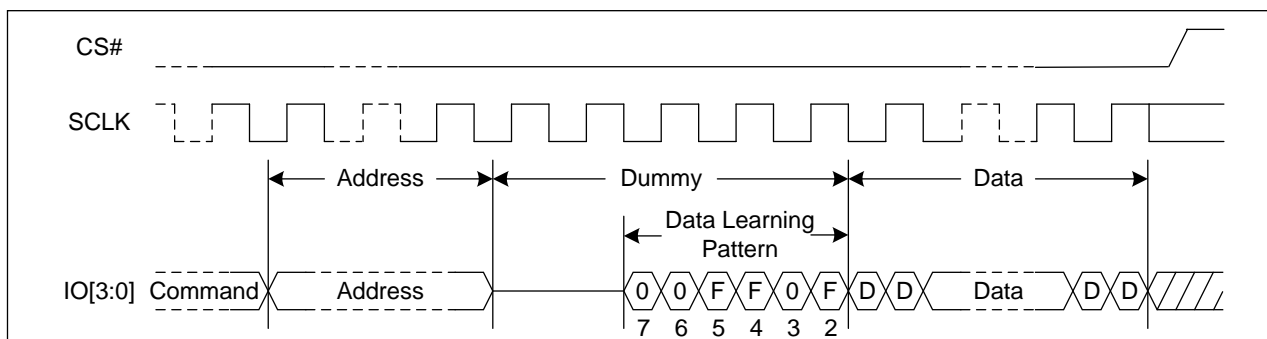 CS#
SCLK
Address Dummy Data
Data Learning
Pattern
IO[3:0] Command Address 0 0 F F 0 F D D Data D D
7 6 5 4 3 2